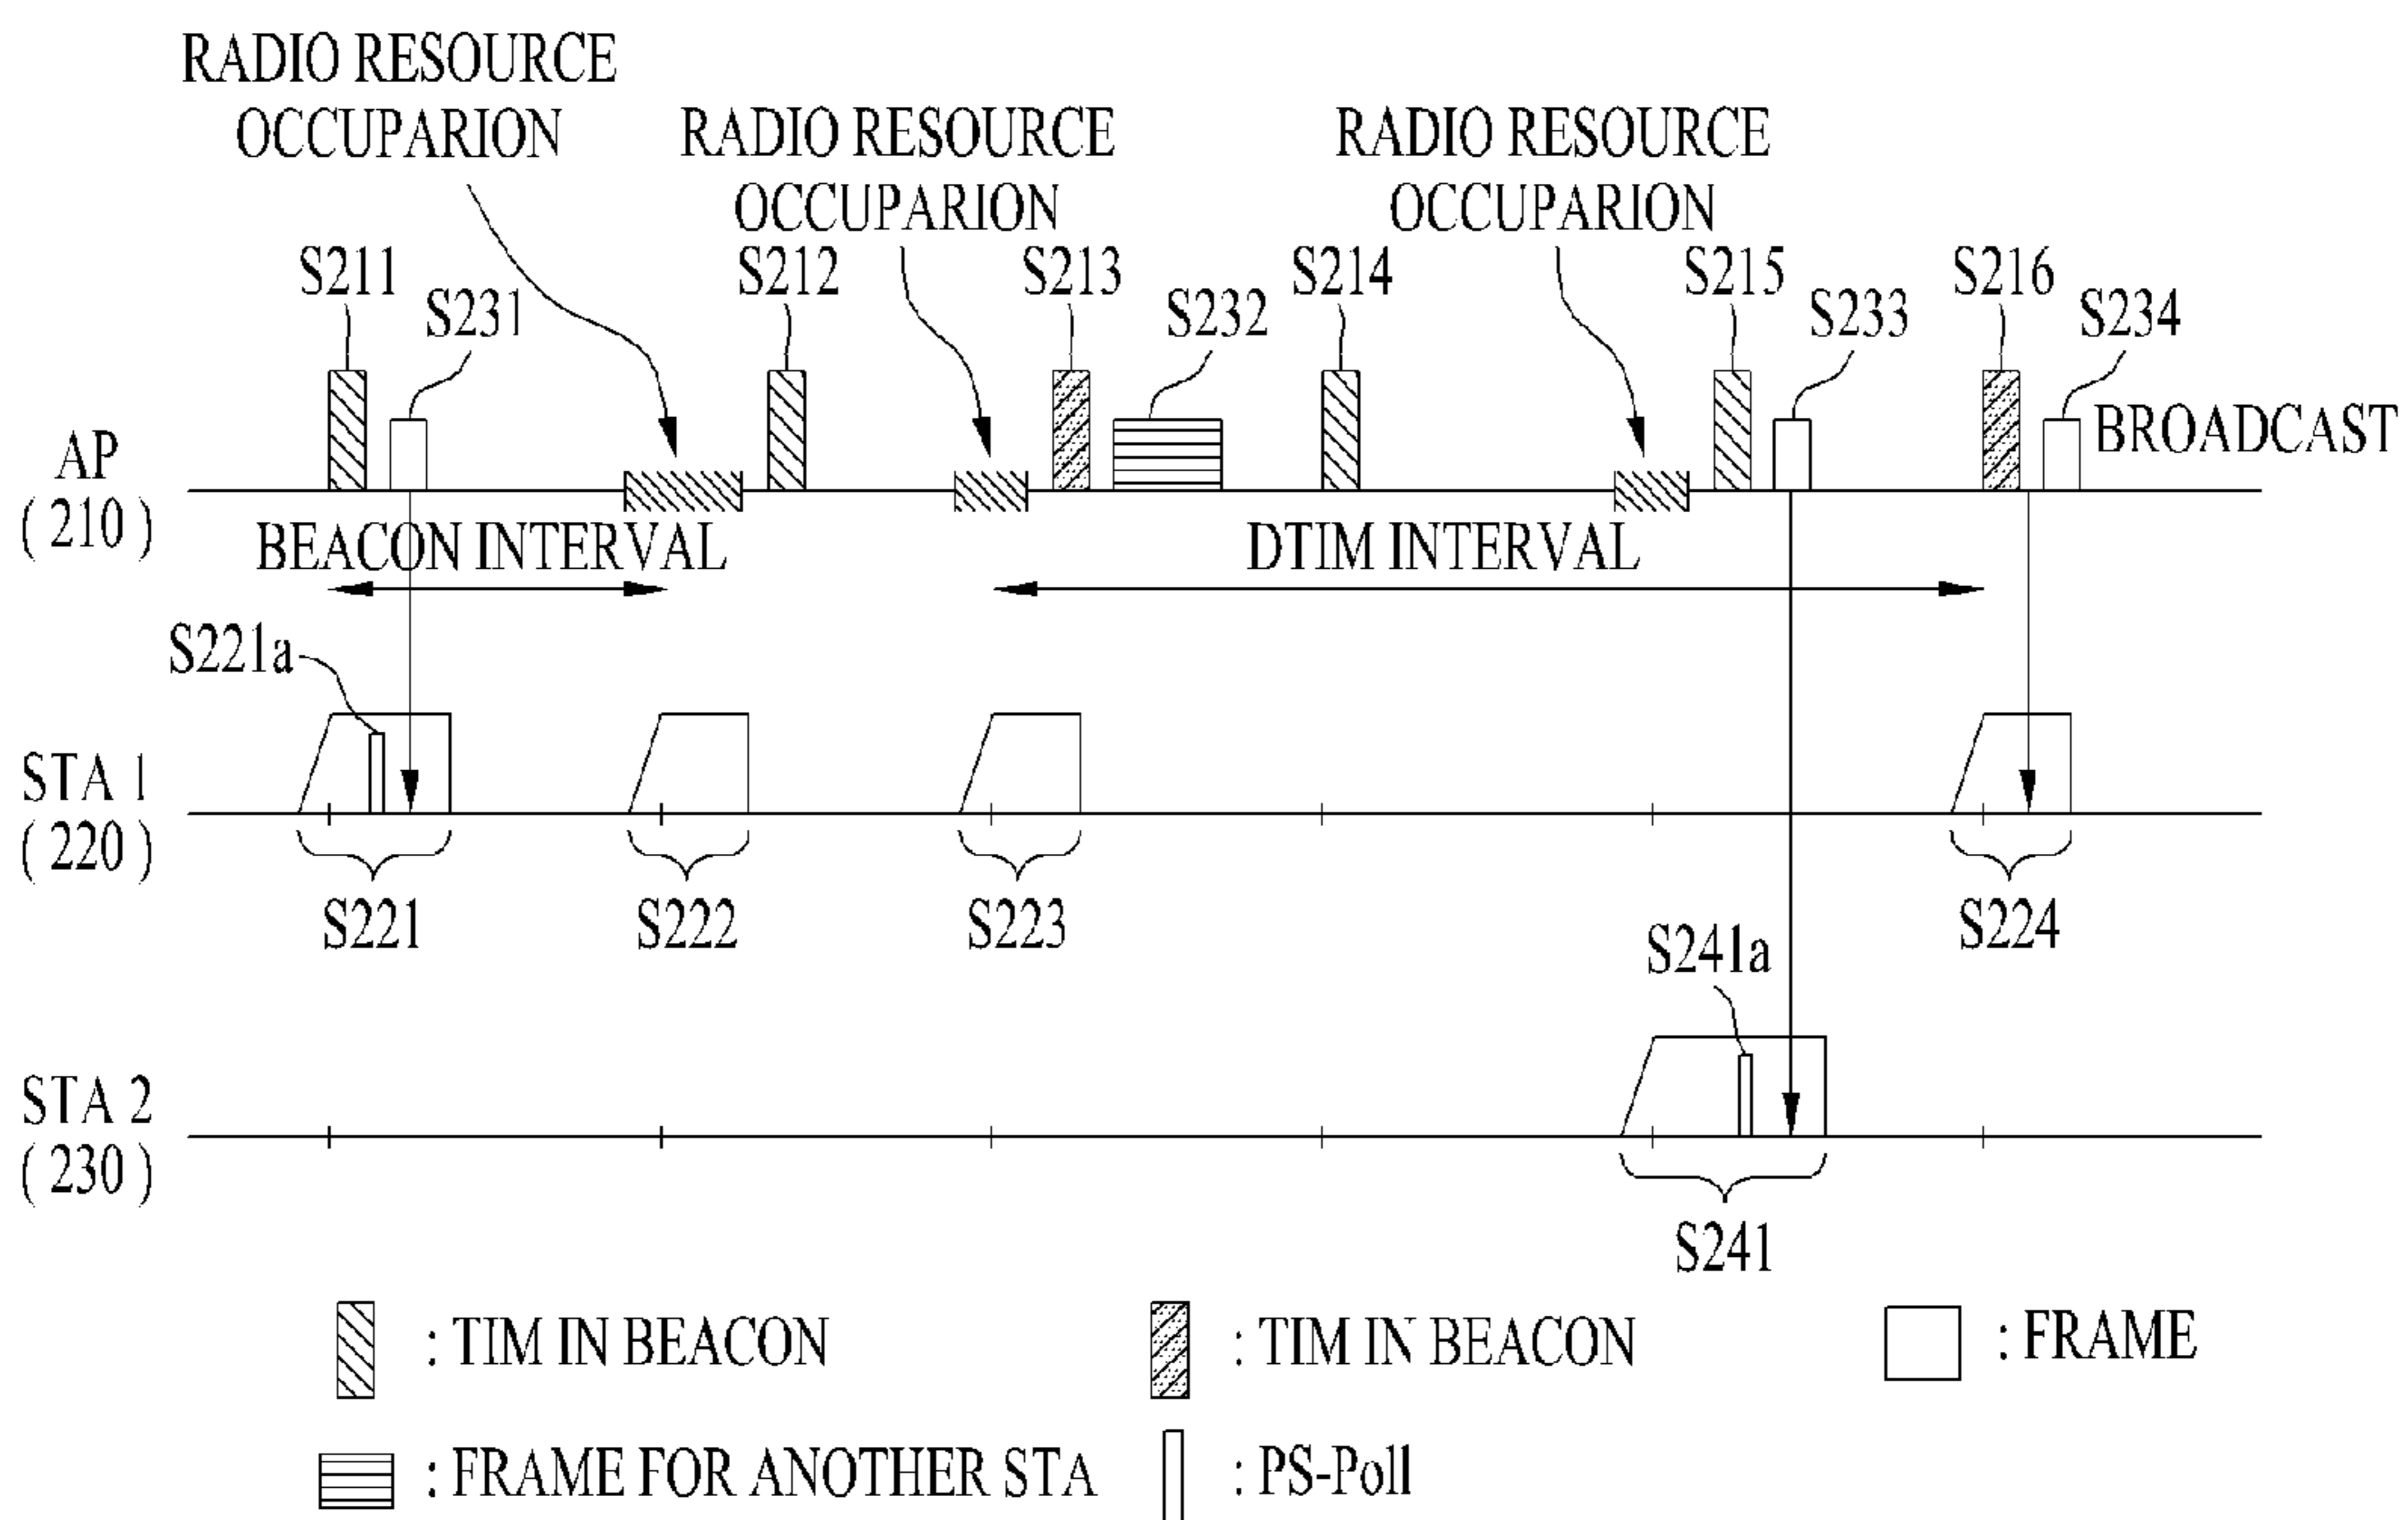 RADIO RESOURCE
OCCUPARION
RADIO RESOURCE
OCCUPARION
RADIO RESOURCE
OCCUPARION
S211
S231
S212
S213
S232
S214
S215
S233
S216
S234
BROADCAST
AP
( 210 )
BEACON INTERVAL
DTIM INTERVAL
S221a
STA 1
( 220 )
S221
S222
S223
S224
S241a
STA 2
( 230 )
S241
: TIM IN BEACON
: TIM IN BEACON
: FRAME
: FRAME FOR ANOTHER STA
: PS-Poll